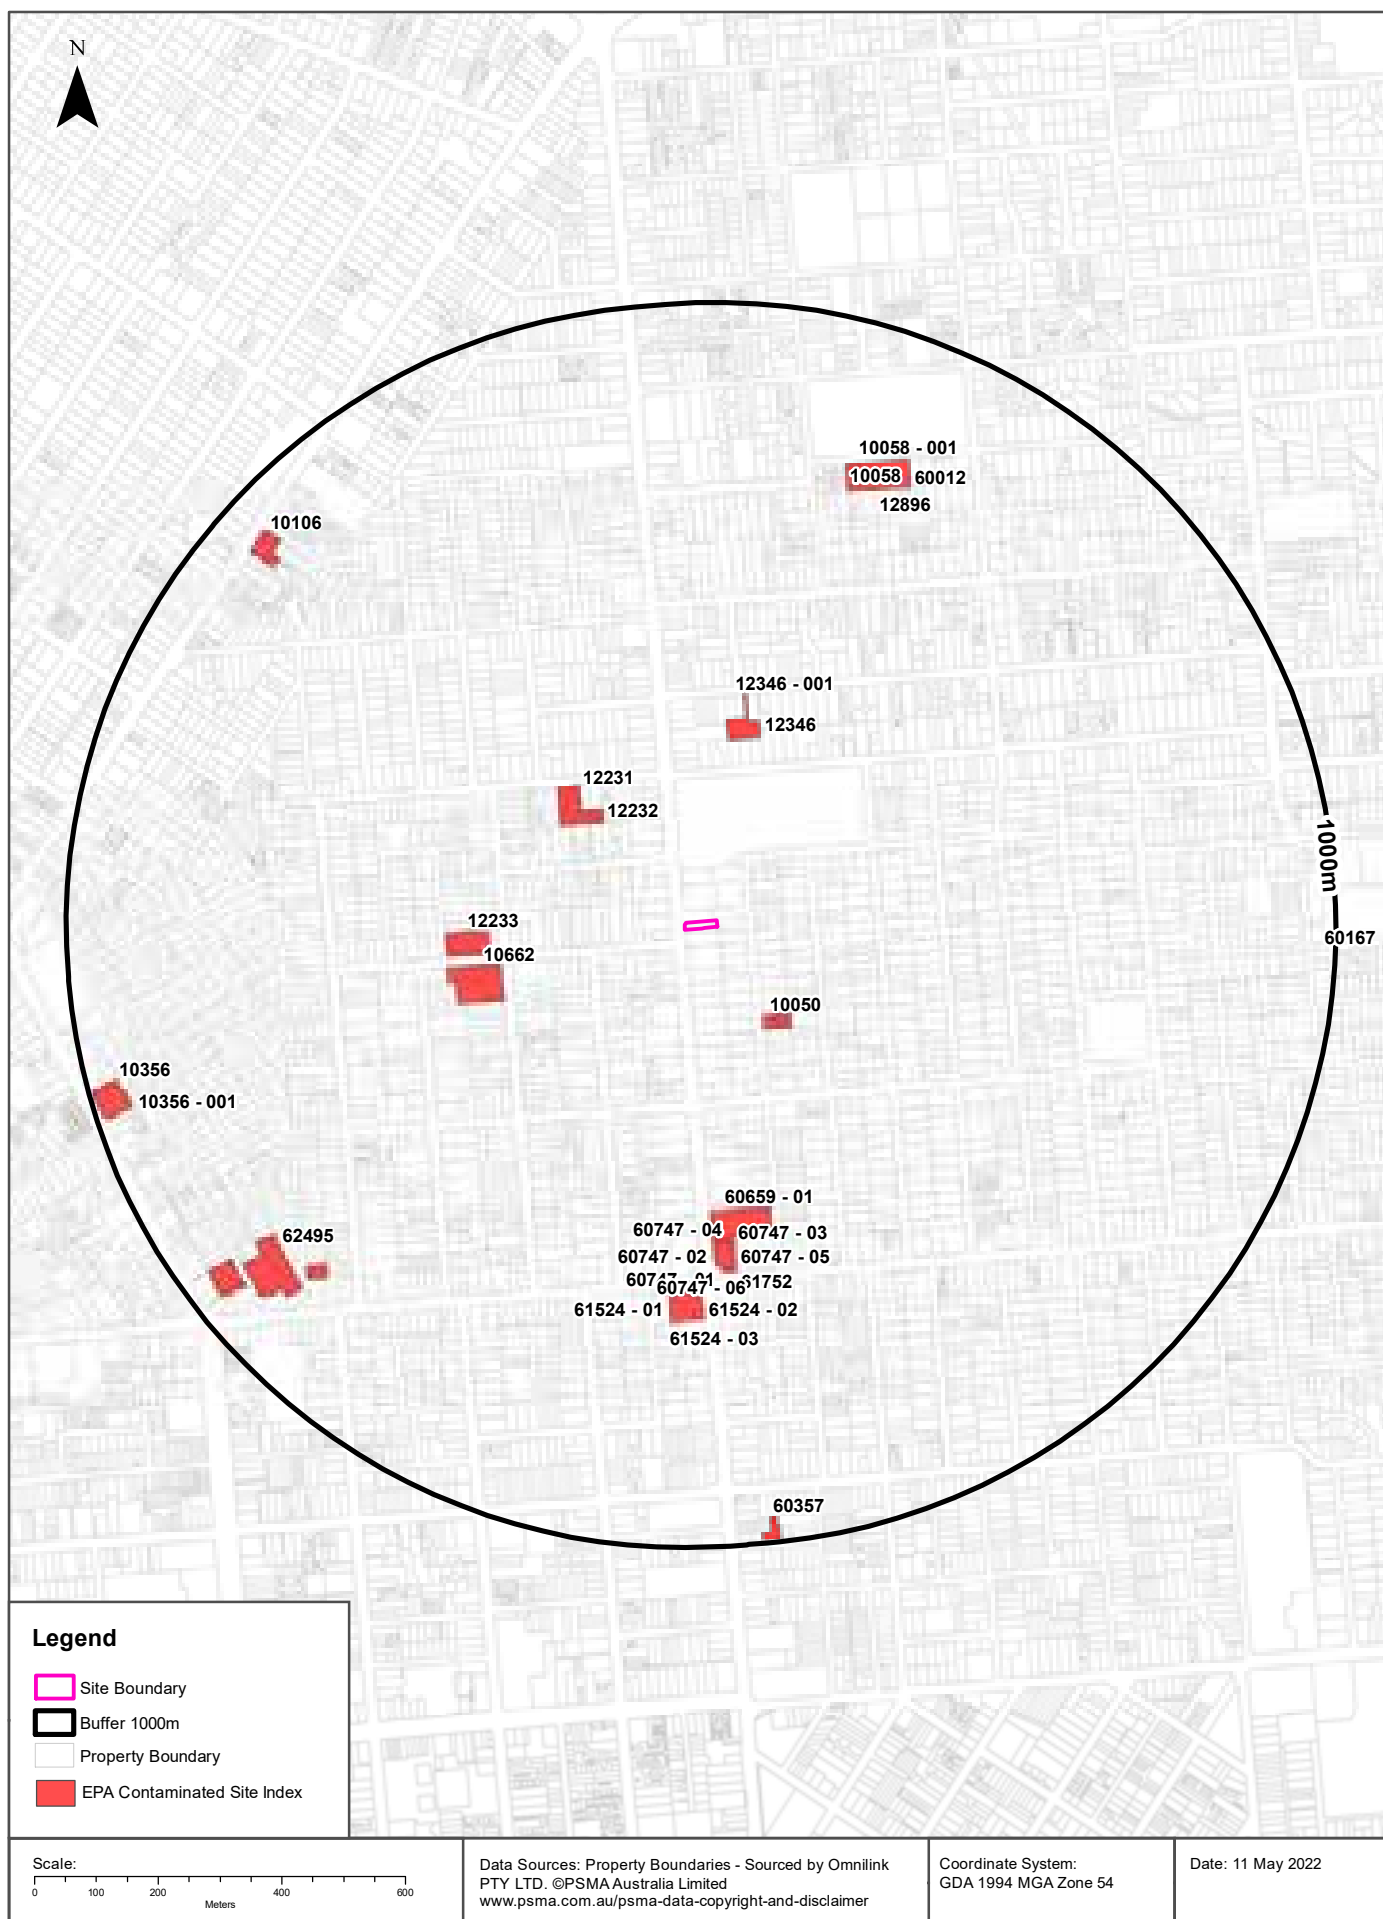 N
10058 - 001
10058
60012
12896
10106
12346 - 001
12346
12231
12232
1000m
12233
60167
10662
10050
10356
10356 - 001
60659 - 01
60747 - 04
60747 - 03
62495
60747 - 02
60747 - 05
60747 - 01
61752
60747 - 06
61524 - 01
61524 - 02
61524 - 03
60357
Legend
Site Boundary
Buffer 1000m
Property Boundary
EPA Contaminated Site Index
Scale:
0 100 200 400 600
Meters
Data Sources: Property Boundaries - Sourced by Omnilink
PTY LTD. ©PSMA Australia Limited
www.psma.com.au/psma-data-copyright-and-disclaimer
Coordinate System:
GDA 1994 MGA Zone 54
Date: 11 May 2022